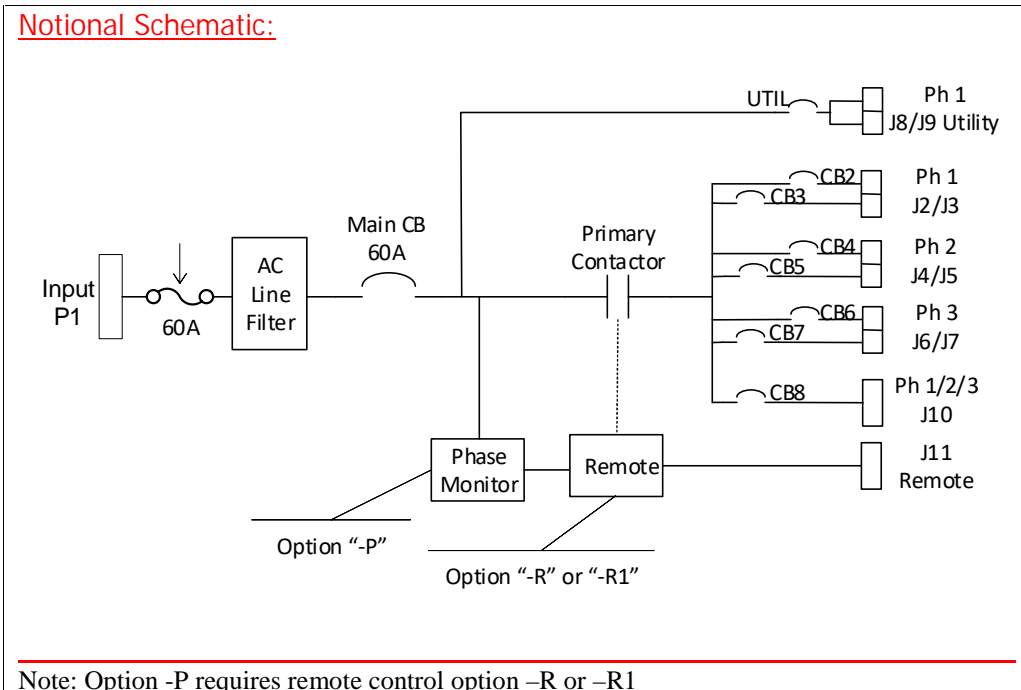 Notional Schematic:
UTIL
Ph 1
J8/J9 Utility
CB2
CB3
Ph 1
J2/J3
Main CB
60A
Primary
Contactor
CB4
CB5
Ph 2
J4/J5
Input
P1
60A
AC
Line
Filter
CB6
CB7
Ph 3
J6/J7
CB8
Ph 1/2/3
J10
Phase
Monitor
Remote
J11
Remote
Option “-P”
Option “-R” or “-R1”
Note: Option -P requires remote control option –R or –R1